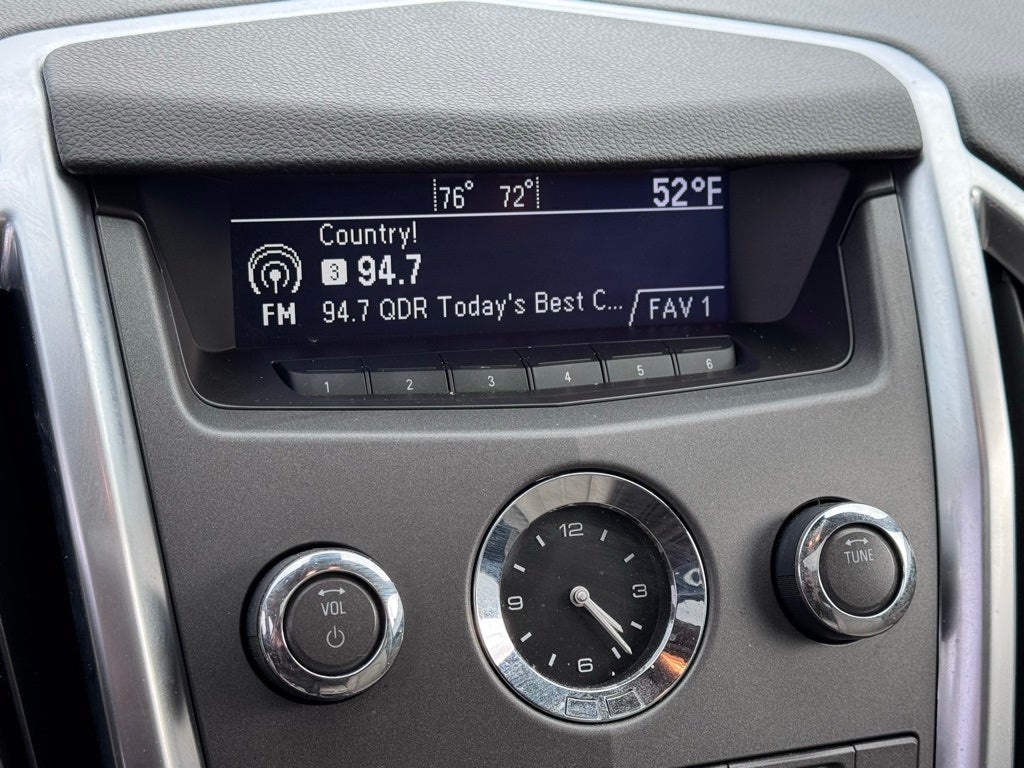 76° 72° 52°F
Country!
3 94.7
FM 94.7 QDR Today's Best C... FAV 1
1 2 3 4 5 6
12
3
6
9
VOL
TUNE